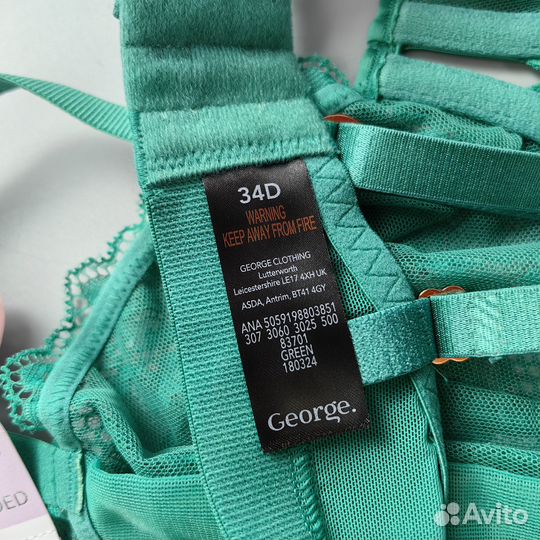 34D
WARNING
KEEP AWAY FROM FIRE
GEORGE CLOTHING
Lutterworth
Leicestershire LE17 4XH UK
ASDA, Antrim, BT41 4GY
ANA 5059198803851
307 3060 3025 500
83701
GREEN
180324
George.
DED
Avito